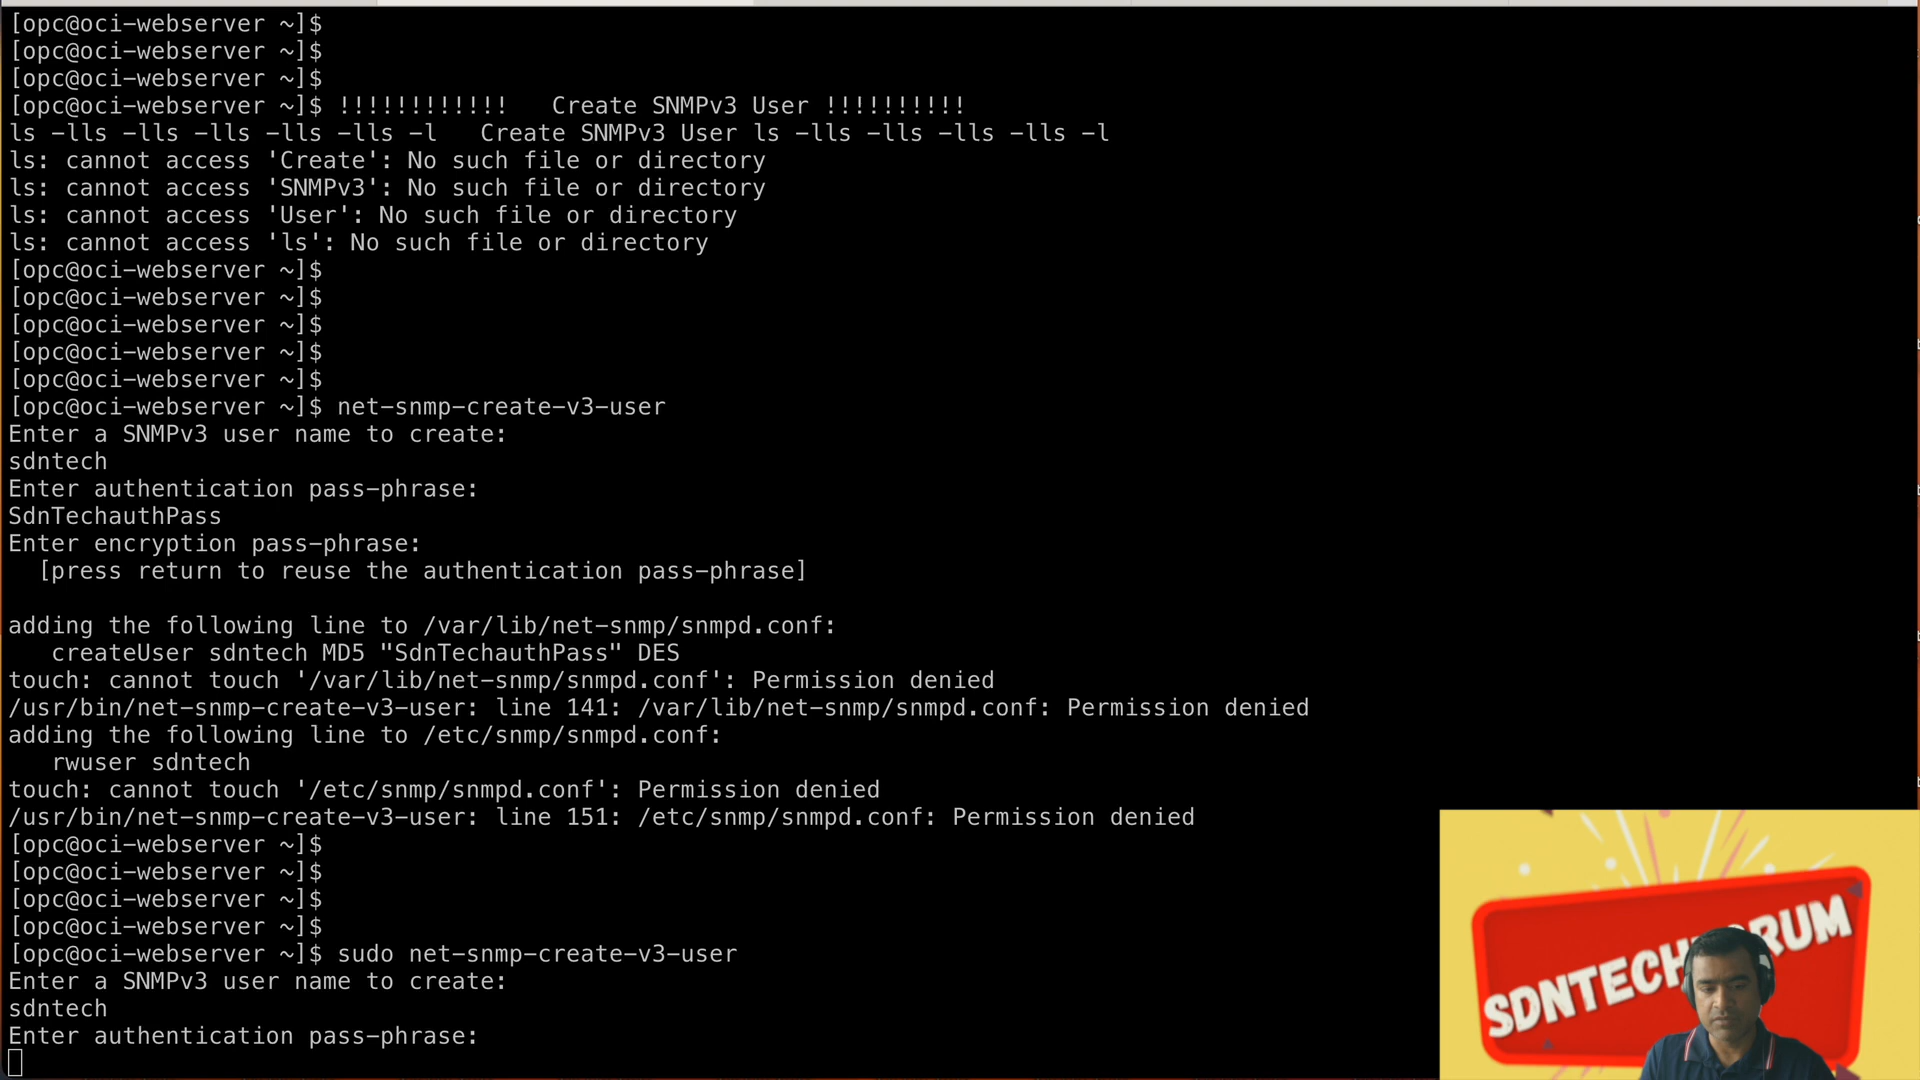 [opc@oci-webserver ~]$
[opc@oci-webserver ~]$
[opc@oci-webserver ~]$
[opc@oci-webserver ~]$ !!!!!!!!!!!!   Create SNMPv3 User !!!!!!!!!!
ls -lls -lls -lls -lls -lls -l   Create SNMPv3 User ls -lls -lls -lls -lls -l
ls: cannot access 'Create': No such file or directory
ls: cannot access 'SNMPv3': No such file or directory
ls: cannot access 'User': No such file or directory
ls: cannot access 'ls': No such file or directory
[opc@oci-webserver ~]$
[opc@oci-webserver ~]$
[opc@oci-webserver ~]$
[opc@oci-webserver ~]$
[opc@oci-webserver ~]$
[opc@oci-webserver ~]$ net-snmp-create-v3-user
Enter a SNMPv3 user name to create:
sdntech
Enter authentication pass-phrase:
SdnTechauthPass
Enter encryption pass-phrase:
  [press return to reuse the authentication pass-phrase]
adding the following line to /var/lib/net-snmp/snmpd.conf:
   createUser sdntech MD5 "SdnTechauthPass" DES
touch: cannot touch '/var/lib/net-snmp/snmpd.conf': Permission denied
/usr/bin/net-snmp-create-v3-user: line 141: /var/lib/net-snmp/snmpd.conf: Permission denied
adding the following line to /etc/snmp/snmpd.conf:
   rwuser sdntech
touch: cannot touch '/etc/snmp/snmpd.conf': Permission denied
/usr/bin/net-snmp-create-v3-user: line 151: /etc/snmp/snmpd.conf: Permission denied
[opc@oci-webserver ~]$
[opc@oci-webserver ~]$
[opc@oci-webserver ~]$
[opc@oci-webserver ~]$
[opc@oci-webserver ~]$ sudo net-snmp-create-v3-user
Enter a SNMPv3 user name to create:
sdntech
Enter authentication pass-phrase: